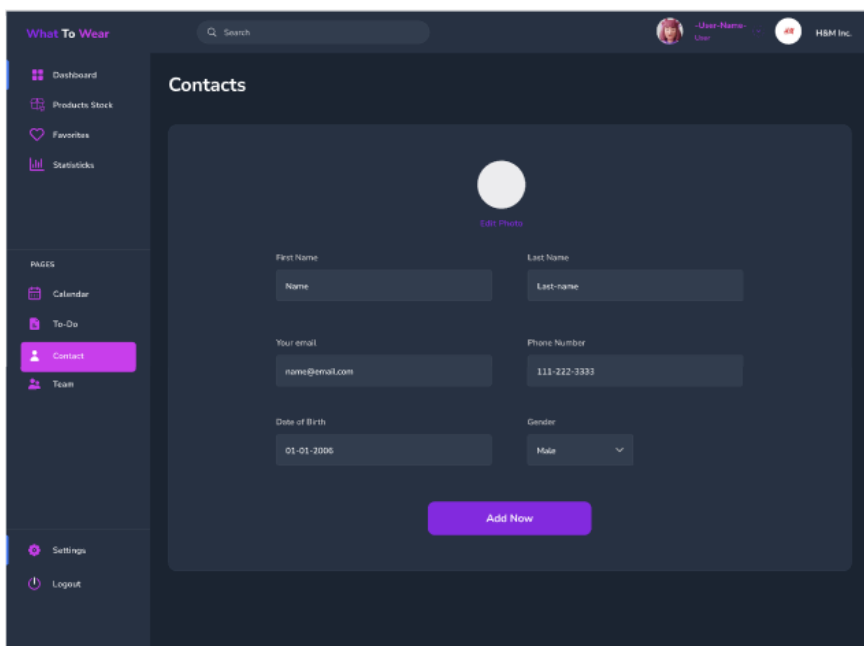 What To Wear
Search
-User-Name-
User
H&M
H&M Inc.
Dashboard
Products Stock
Favorites
Statisticks
PAGES
Calendar
To-Do
Contact
Team
Settings
Logout
Contacts
Edit Photo
First Name
Last Name
Name
Last-name
Your email
Phone Number
name@email.com
111-222-3333
Date of Birth
Gender
01-01-2006
Male
Add Now